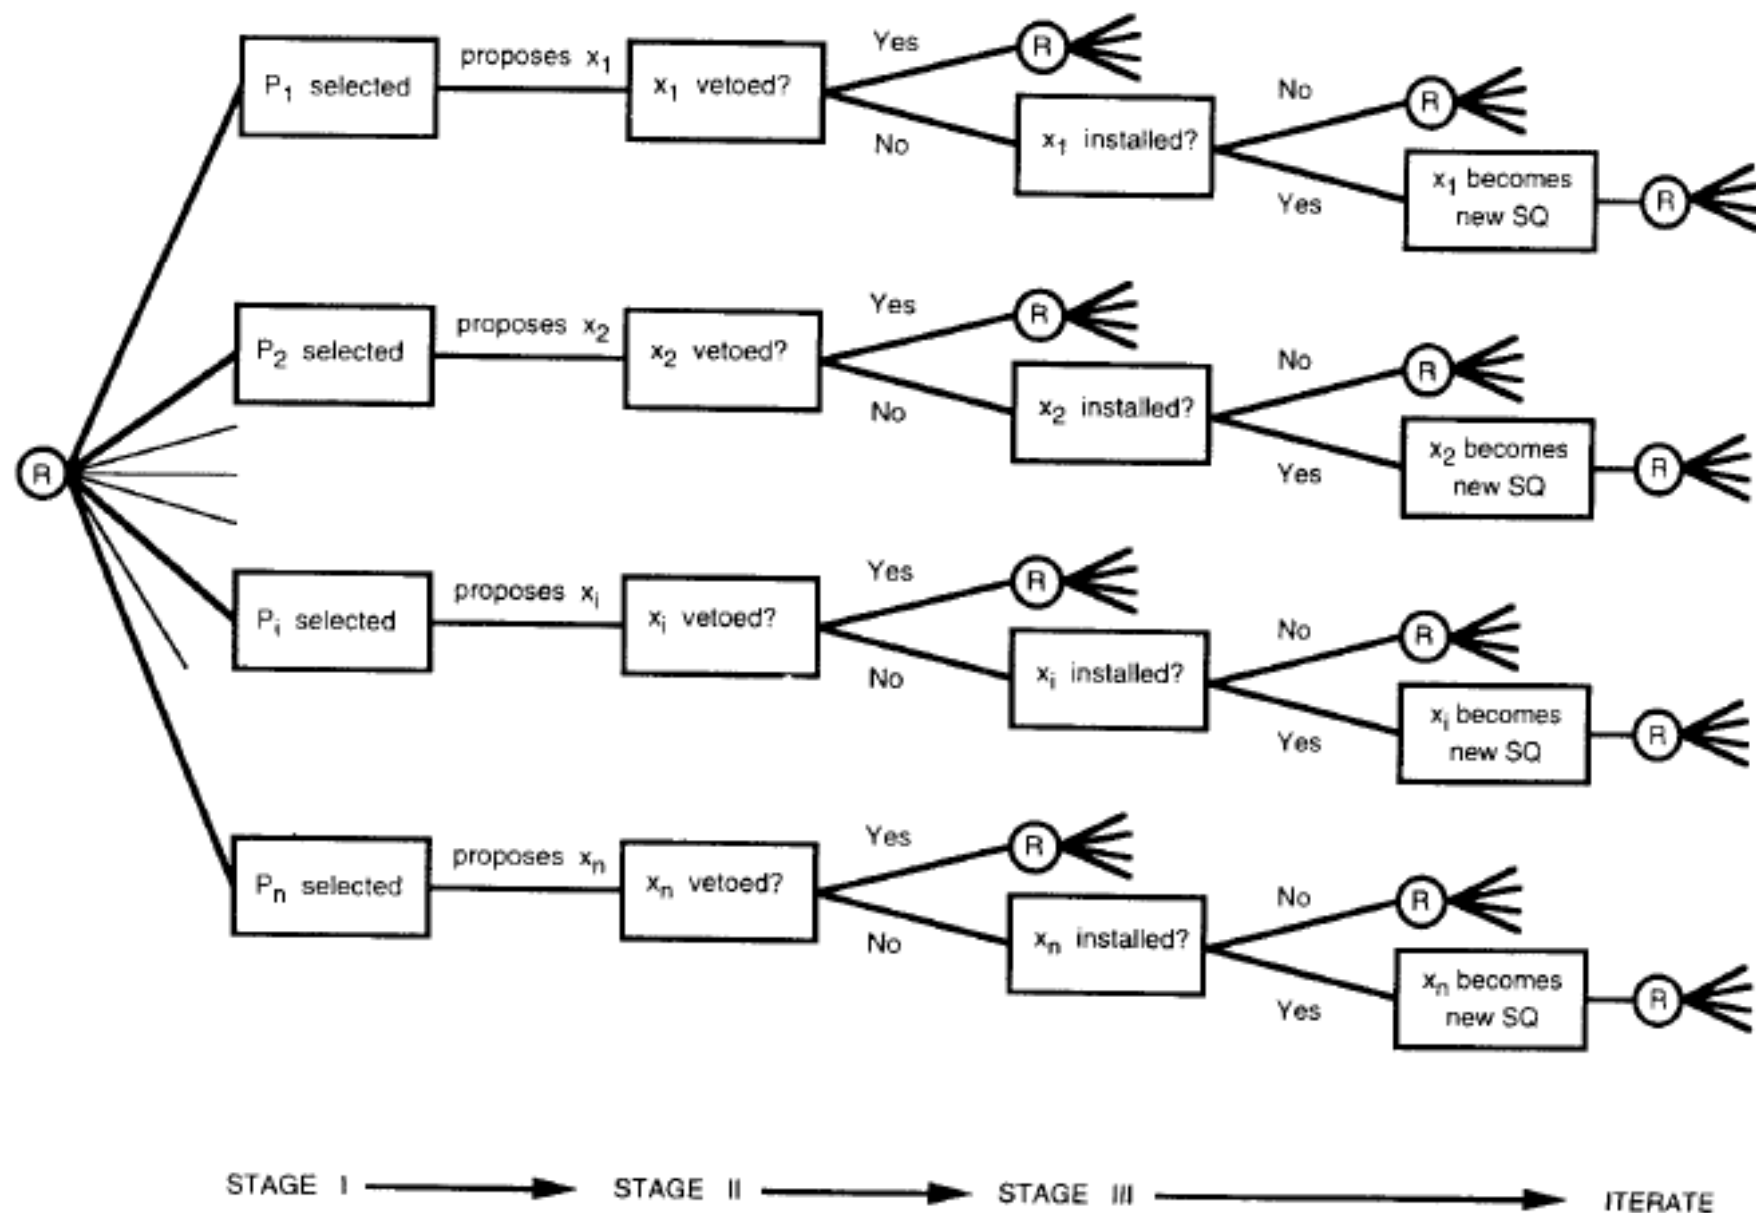 proposes x1
Yes
R
P1 selected
x1 vetoed?
No
R
No
x1 installed?
Yes
x1 becomes
new SQ
R
proposes x2
Yes
R
P2 selected
x2 vetoed?
No
R
No
x2 installed?
Yes
x2 becomes
new SQ
R
R
proposes xi
Yes
R
Pi selected
xi vetoed?
No
R
No
xi installed?
Yes
xi becomes
new SQ
R
proposes xn
Yes
R
Pn selected
xn vetoed?
No
R
No
xn installed?
Yes
xn becomes
new SQ
R
STAGE I STAGE II STAGE III ITERATE